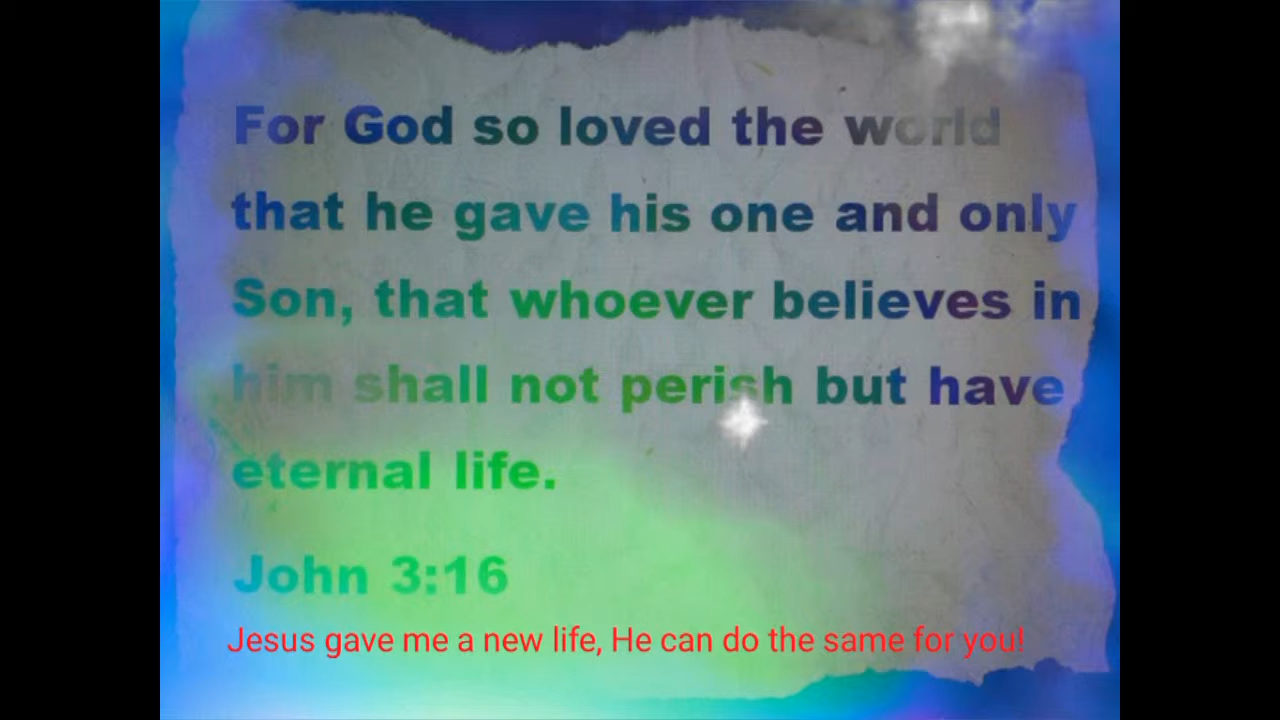 For God so loved the world
that he gave his one and only
Son, that whoever believes in
him shall not perish but have
eternal life.
John 3:16
Jesus gave me a new life, He can do the same for you!